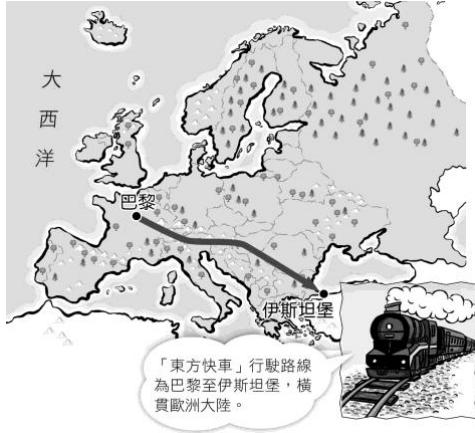 大西洋
巴黎
伊斯坦堡
「東方快車」行駛路線
為巴黎至伊斯坦堡，橫
貫歐洲大陸。